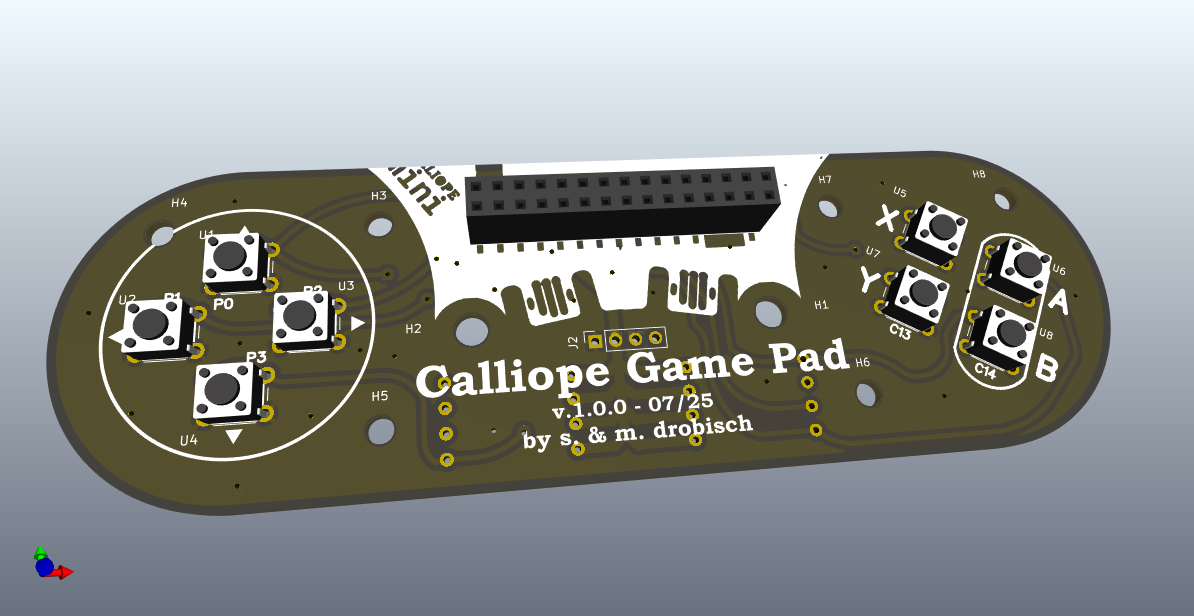 H4
H3
H7
H8
U1
U5
X
U7
U6
U3
U2
P1
P0
P2
Y
A
H2
H1
C13
U8
J2
P3
Calliope Game Pad
H6
C14
B
H5
v.1.0.0 - 07/25
U4
by s. & m. drobisch
mini